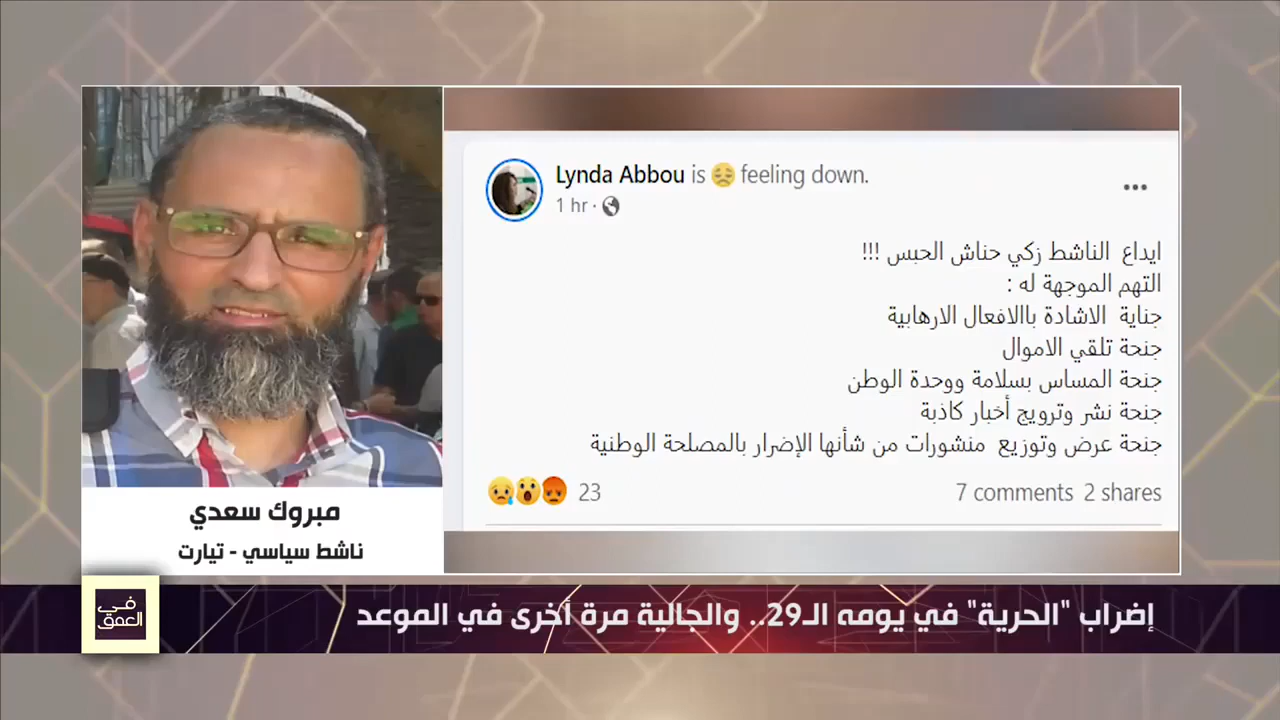 Lynda Abbou is 😞 feeling down.
1 hr ·
ايداع الناشط زكي حناش الحبس !!!
التهم الموجهة له :
جناية الاشادة باالافعال الارهابية
جنحة تلقي الاموال
جنحة المساس بسلامة ووحدة الوطن
جنحة نشر وترويج أخبار كاذبة
جنحة عرض وتوزيع منشورات من شأنها الإضرار بالمصلحة الوطنية
23
7 comments 2 shares
مبروك سعدي
ناشط سياسي - تيارت
في
العمق
إضراب "الحرية" في يومه الـ29.. والجالية مرة أخرى في الموعد